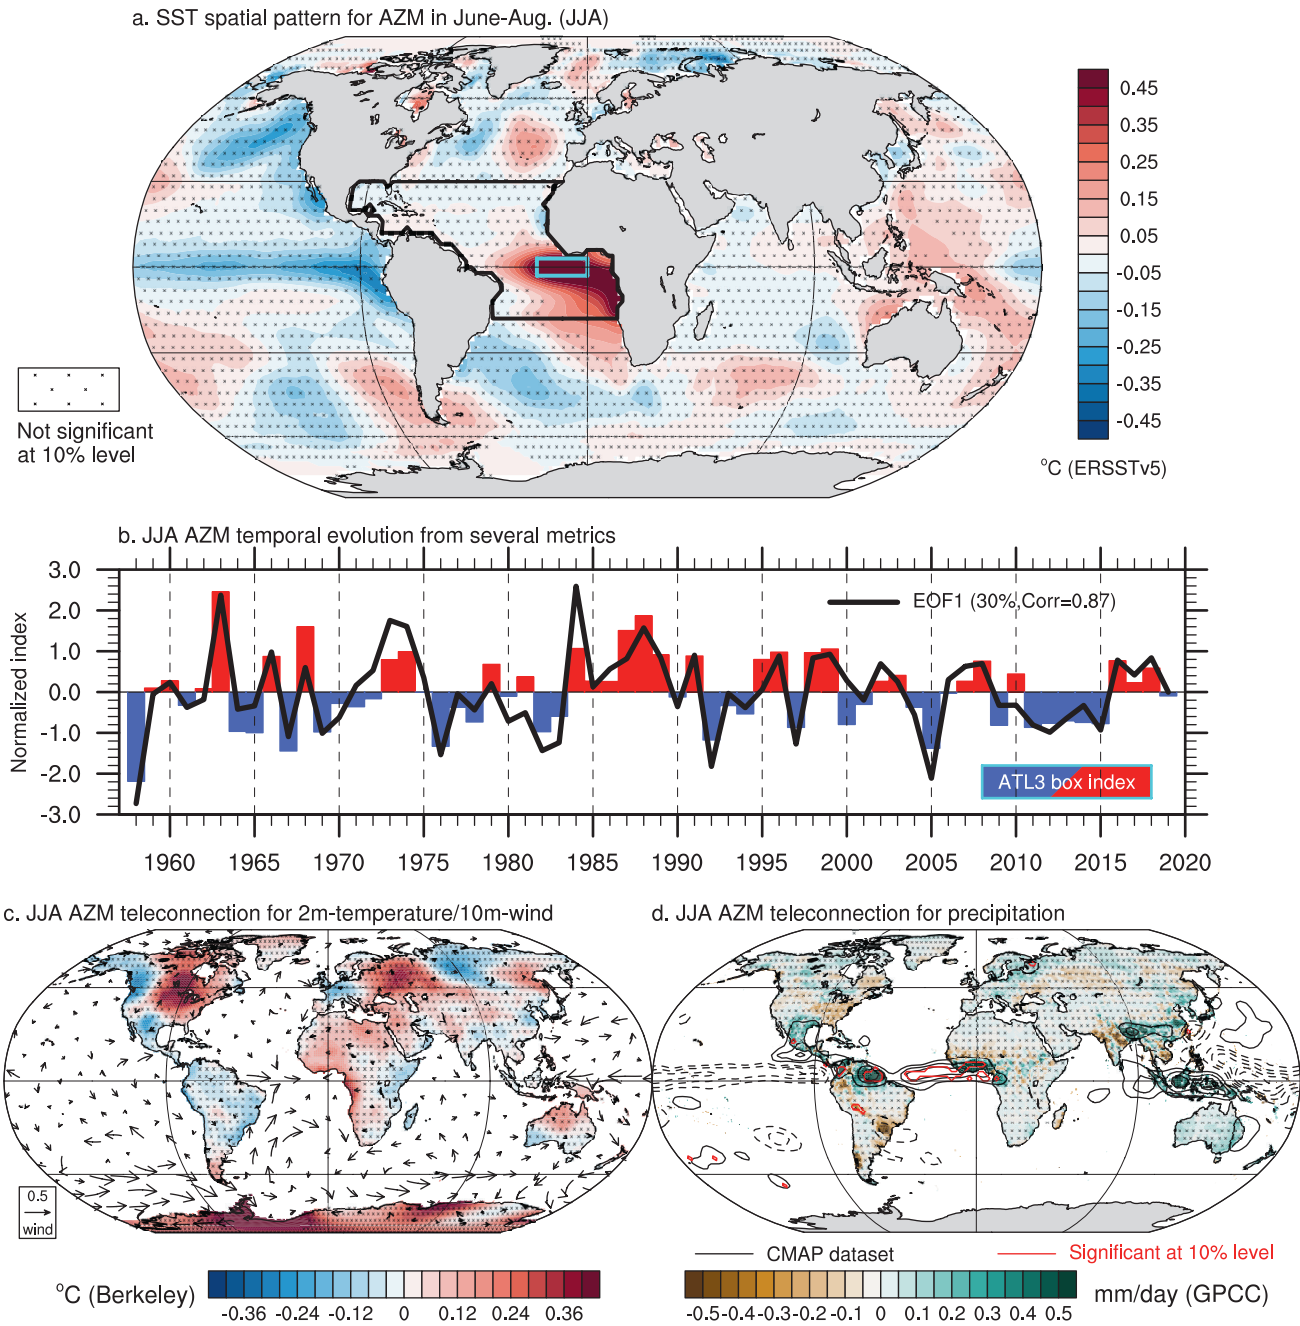 a. SST spatial pattern for AZM in June-Aug. (JJA)
0.45
0.35
0.25
0.15
0.05
-0.05
-0.15
-0.25
-0.35
-0.45
°C (ERSSTv5)
Not significant
at 10% level
b. JJA AZM temporal evolution from several metrics
Normalized index
3.0
2.0
1.0
0.0
-1.0
-2.0
-3.0
EOF1 (30%,Corr=0.87)
ATL3 box index
1960 1965 1970 1975 1980 1985 1990 1995 2000 2005 2010 2015 2020
c. JJA AZM teleconnection for 2m-temperature/10m-wind
0.5
wind
°C (Berkeley)
-0.36 -0.24 -0.12 0 0.12 0.24 0.36
d. JJA AZM teleconnection for precipitation
CMAP dataset
Significant at 10% level
-0.5 -0.4 -0.3 -0.2 -0.1 0 0.1 0.2 0.3 0.4 0.5
mm/day (GPCC)